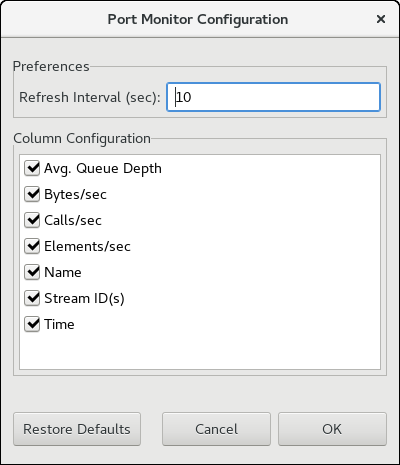 Port Monitor Configuration
Preferences
Refresh Interval (sec): 10
Column Configuration
Avg. Queue Depth
Bytes/sec
Calls/sec
Elements/sec
Name
Stream ID(s)
Time
Restore Defaults Cancel OK